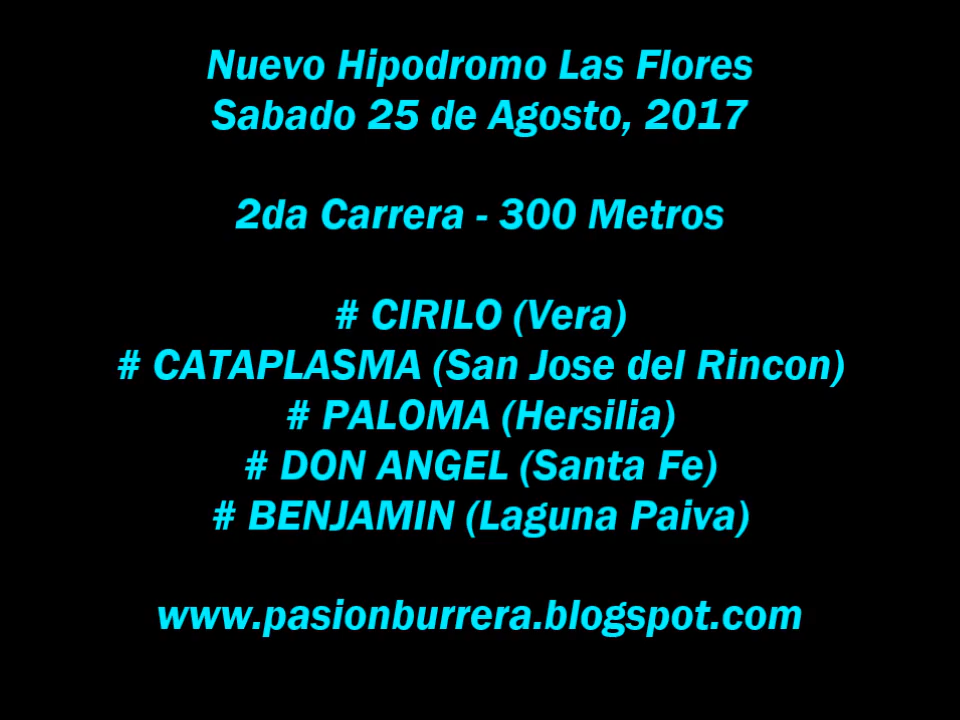 Nuevo Hipodromo Las Flores
Sabado 25 de Agosto, 2017
2da Carrera - 300 Metros
# CIRILO (Vera)
# CATAPLASMA (San Jose del Rincon)
# PALOMA (Hersilia)
# DON ANGEL (Santa Fe)
# BENJAMIN (Laguna Paiva)
www.pasionburrera.blogspot.com